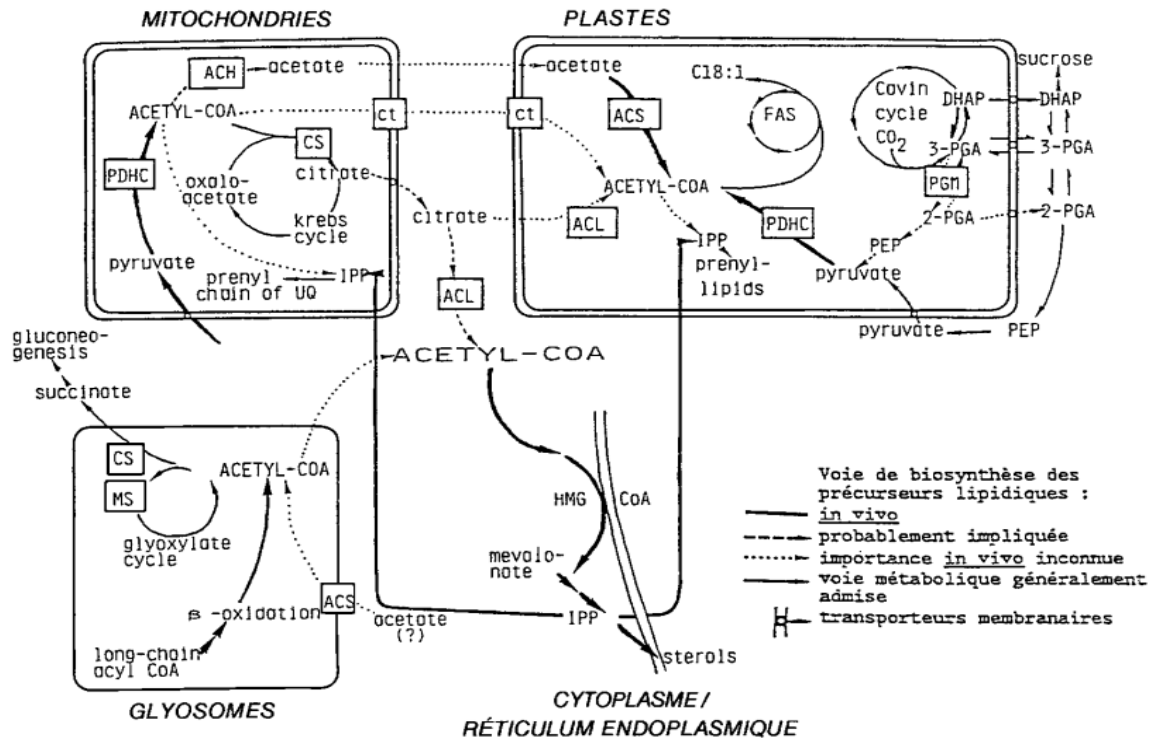 MITOCHONDRIES
ACH
acetate
ACETYL-COA
ct
CS
PDHC
oxalo-
acetate
citrate
krebs
cycle
pyruvate
prenyl
chain of UQ
IPP
citrate
ACL
PLASTES
acetate
ct
ACS
C18:1
FAS
Cavin
cycle
CO2
DHAP
3-PGA
PGM
2-PGA
ACETYL-COA
ACL
PDHC
PEP
IPP
prenyl-
lipids
pyruvate
sucrose
DHAP
3-PGA
2-PGA
pyruvate
PEP
gluconeo-
genesis
succinate
ACETYL-COA
CS
MS
ACETYL-COA
glyoxylate
cycle
ß -oxidation
ACS
acetate
(?)
long-chain
acyl CoA
GLYOSOMES
HMG
CoA
mevalo-
nate
IPP
sterols
CYTOPLASME/
RÉTICULUM ENDOPLASMIQUE
Voie de biosynthèse des
précurseurs lipidiques :
in vivo
probablement impliquée
importance in vivo inconnue
voie métabolique généralement
admise
transporteurs membranaires